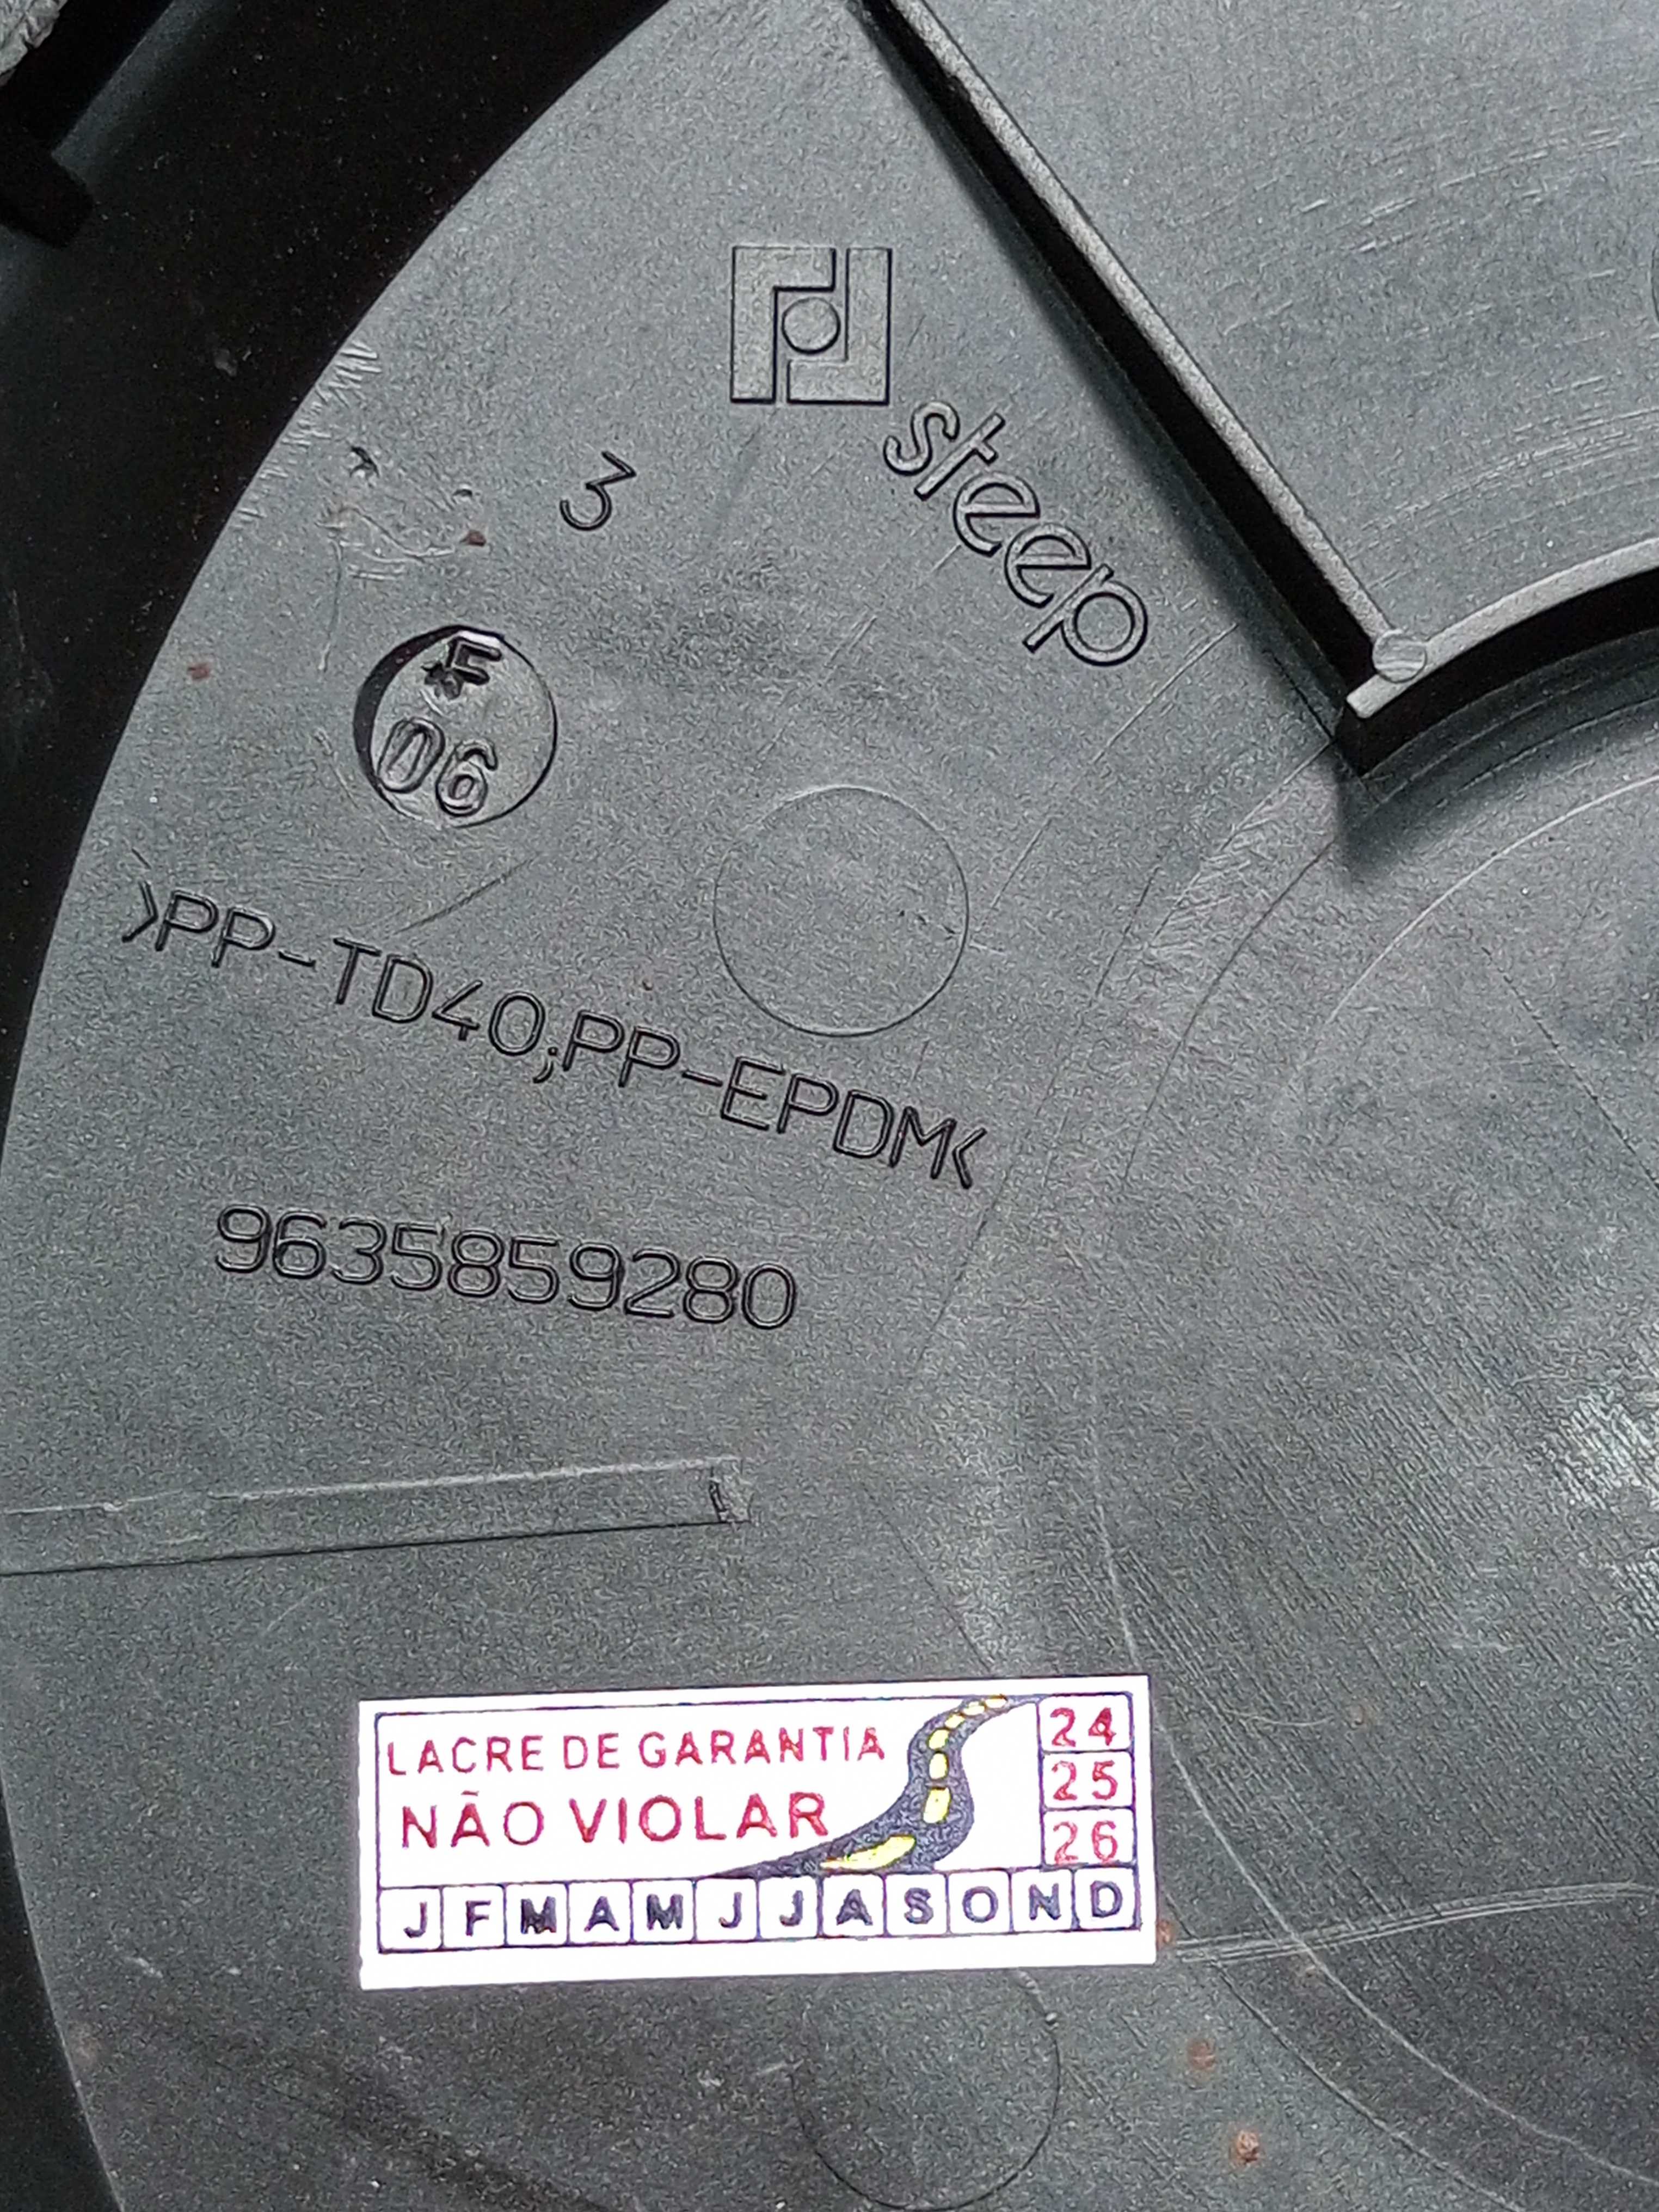 steep
3
F
06
>PP-TD40;PP-EPDM<
9635859280
LACRE DE GARANTIA
NÃO VIOLAR
24
25
26
J F M A M J J A S O N D